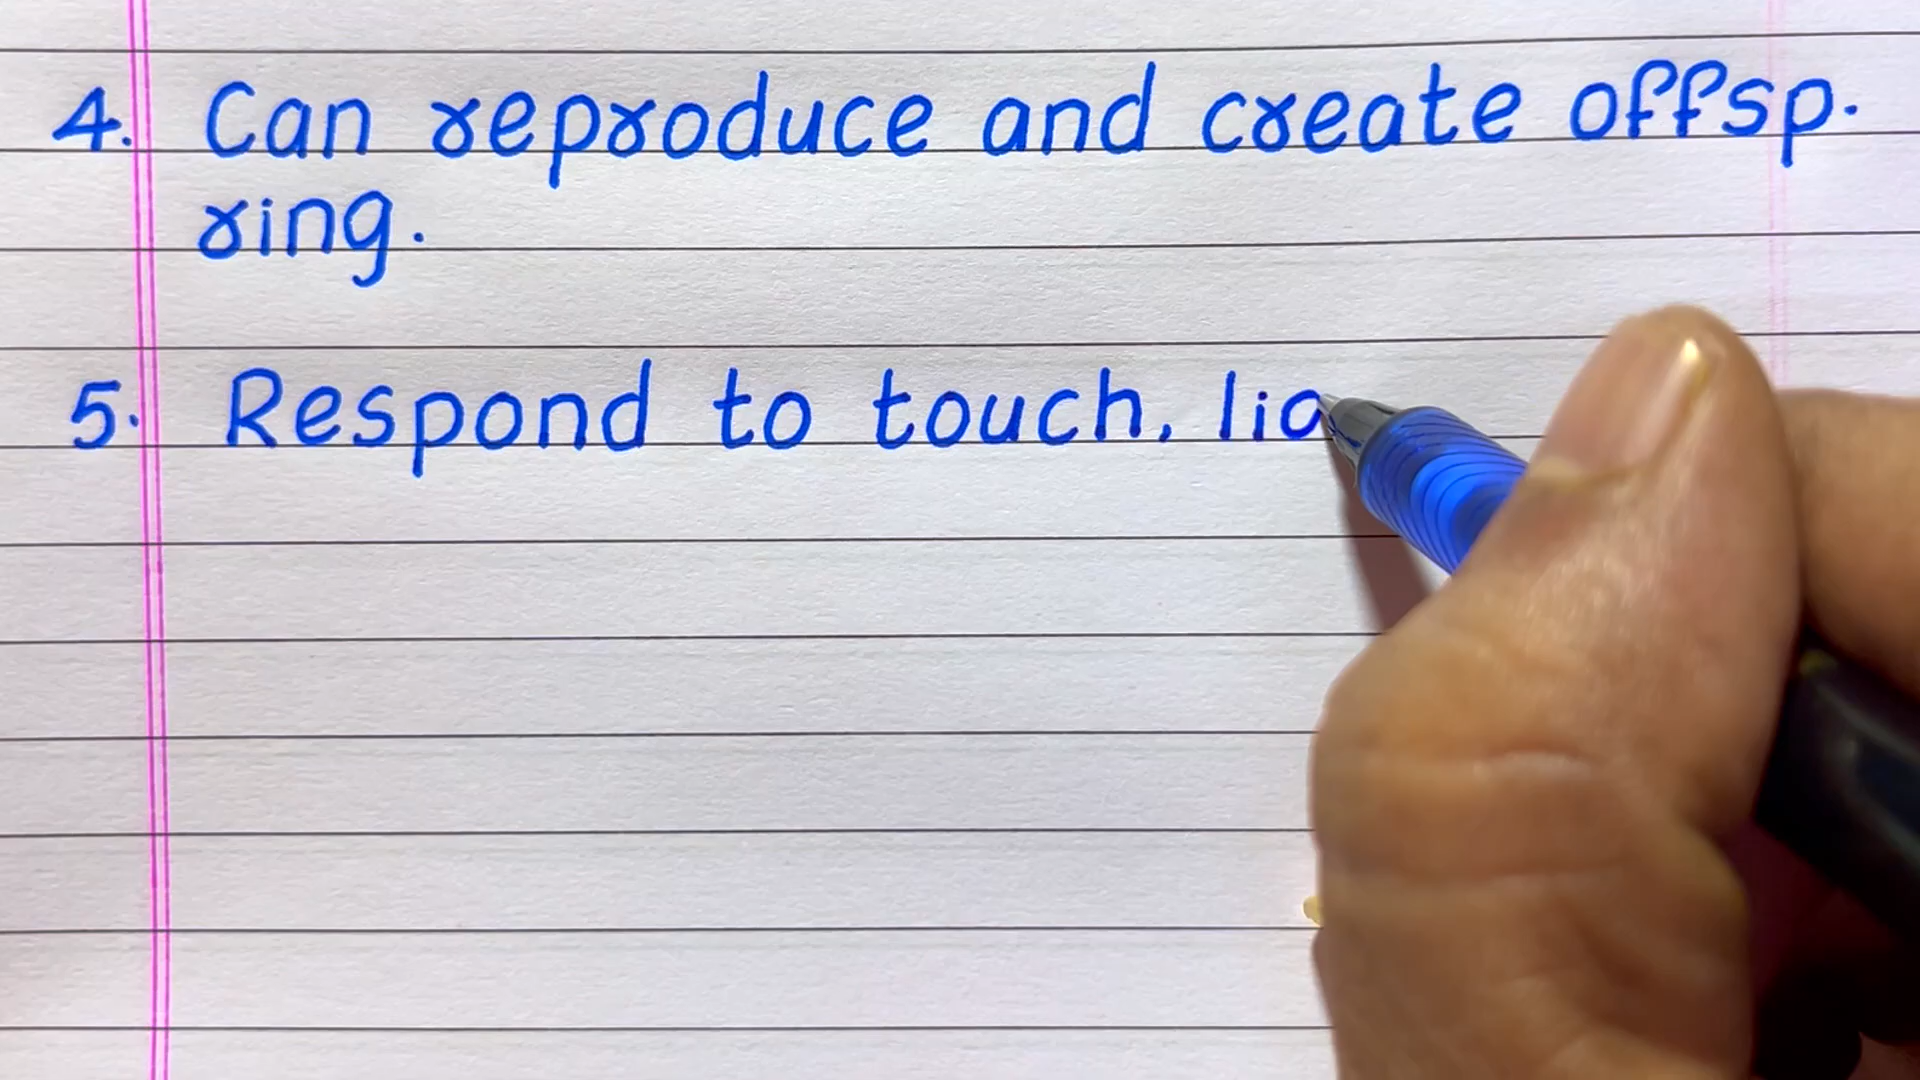 4. Can reproduce and create offsp.
ring.
5. Respond to touch, li